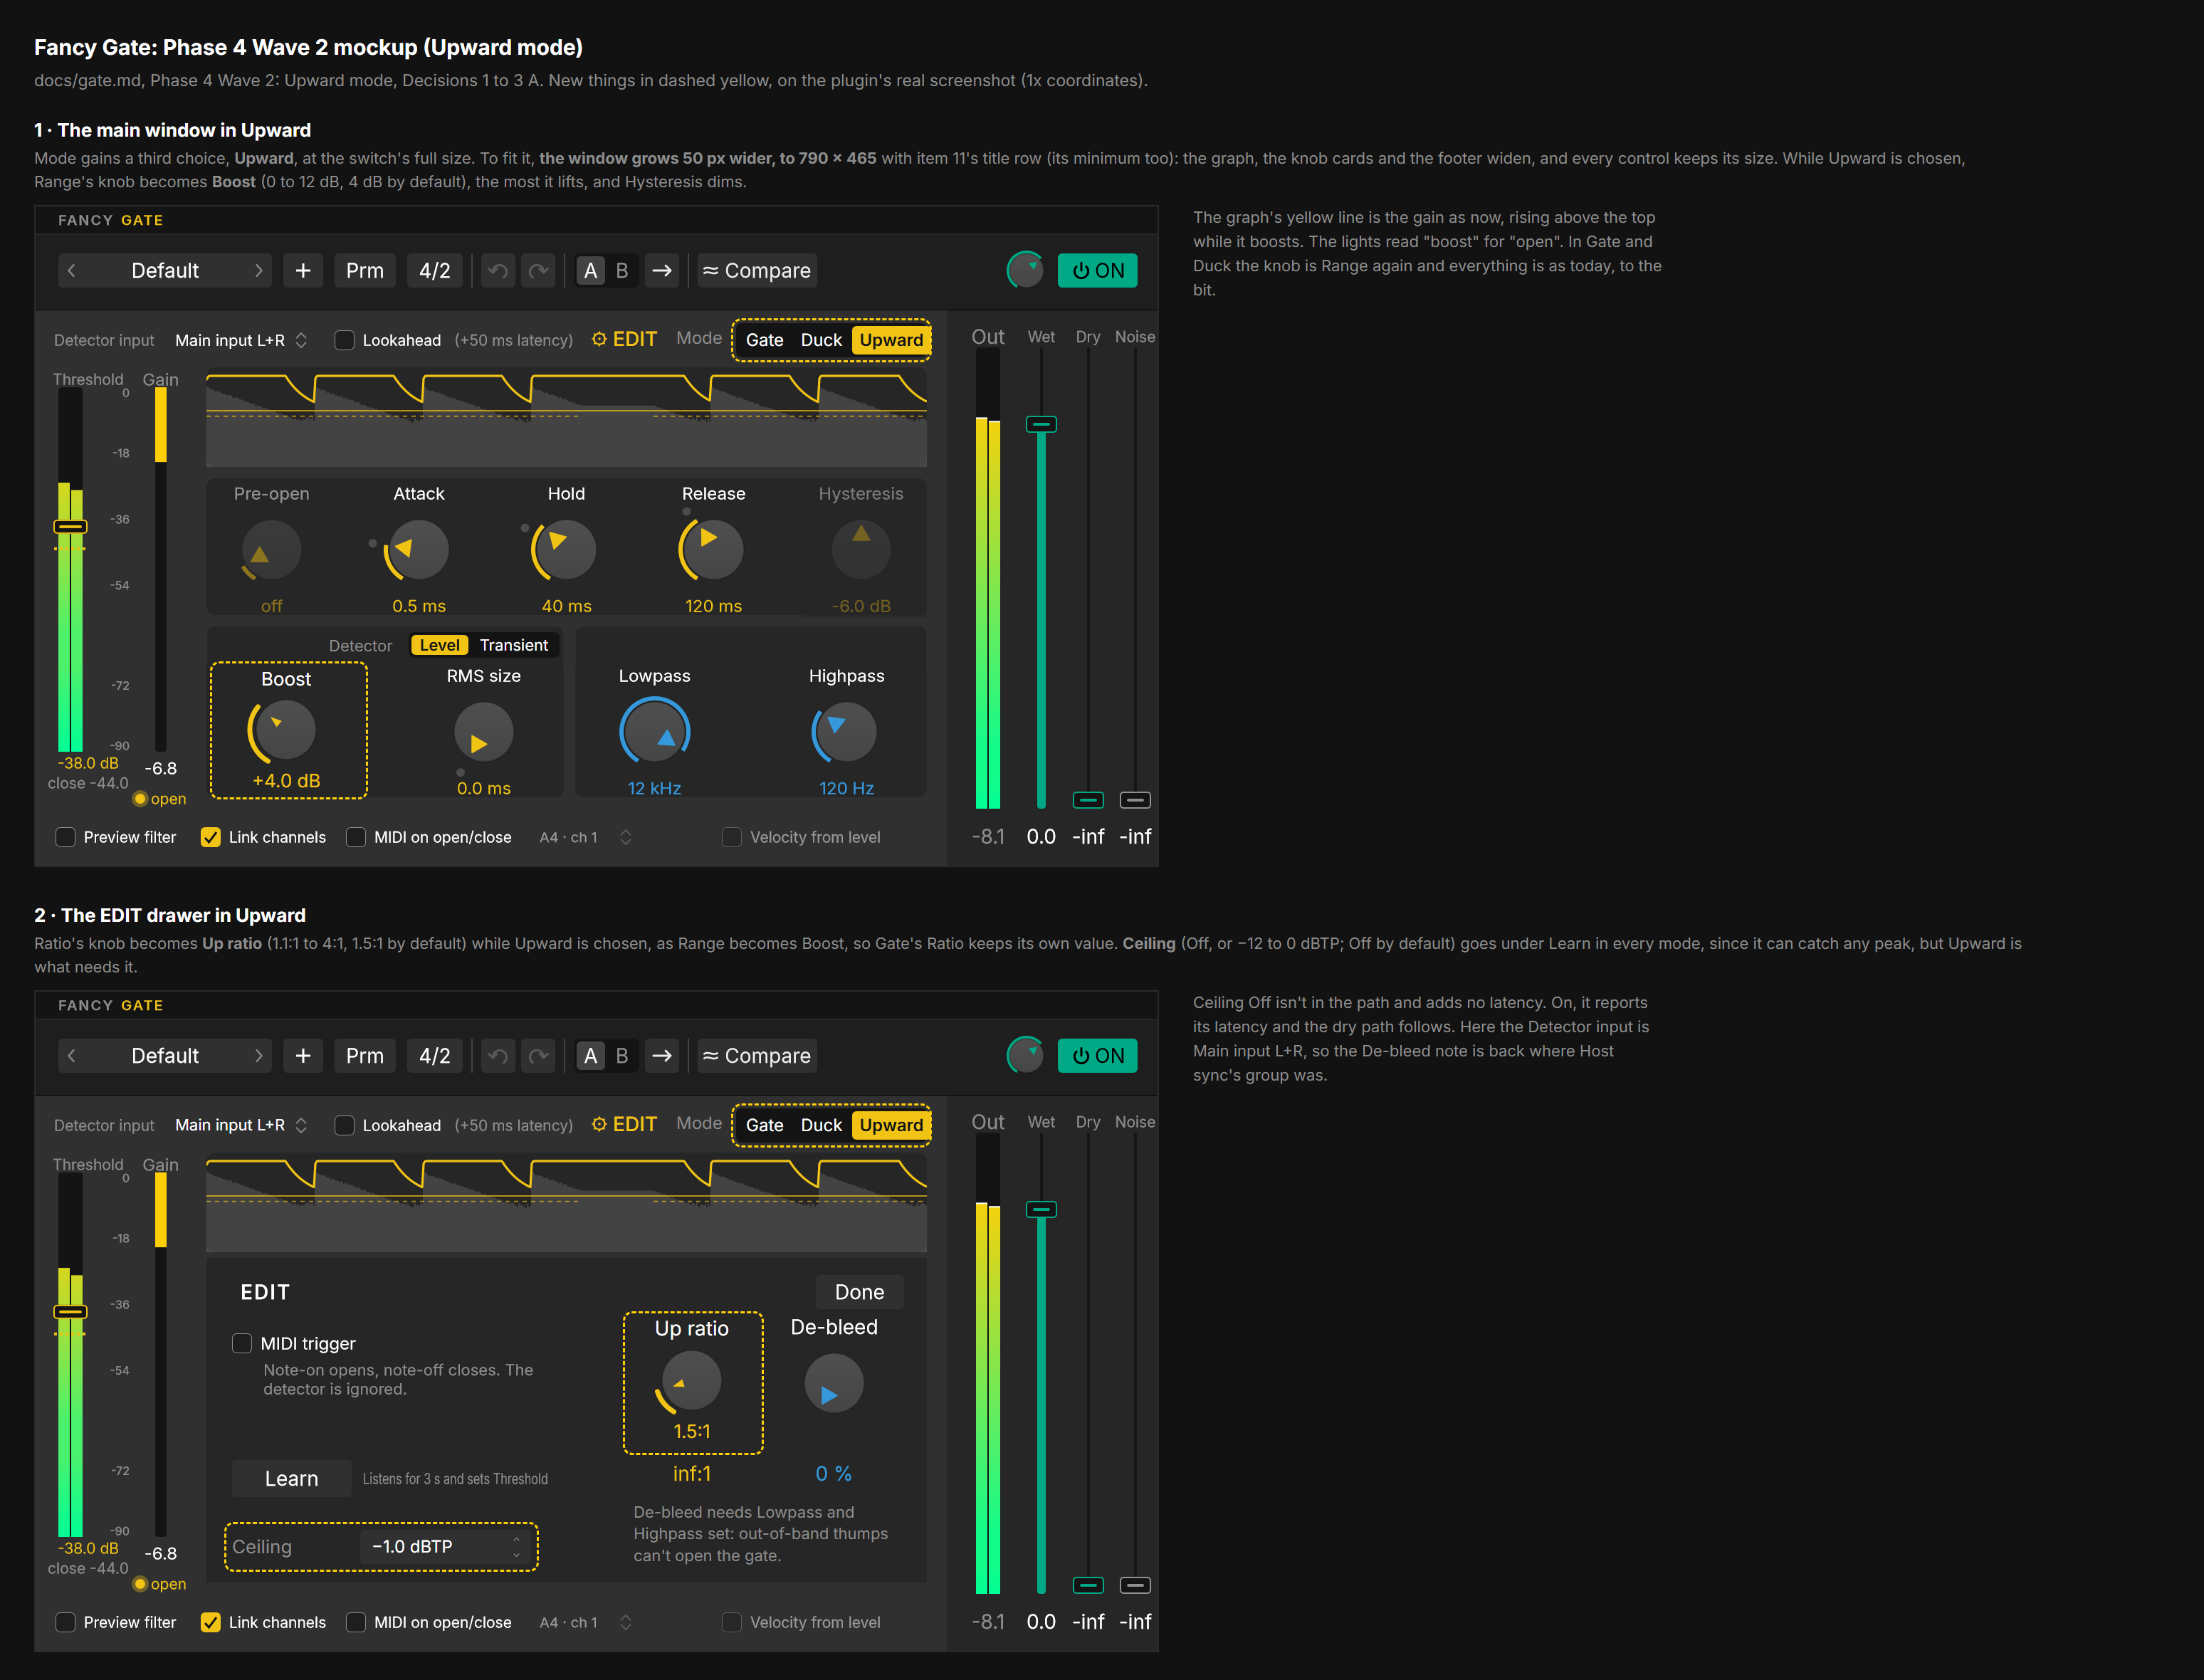 Fancy Gate: Phase 4 Wave 2 mockup (Upward mode)
docs/gate.md, Phase 4 Wave 2: Upward mode, Decisions 1 to 3 A. New things in dashed yellow, on the plugin's real screenshot (1x coordinates).
1 · The main window in Upward
Mode gains a third choice, Upward, at the switch's full size. To fit it, the window grows 50 px wider, to 790 × 465 with item 11's title row (its minimum too): the graph, the knob cards and the footer widen, and every control keeps its size. While Upward is chosen,
Range's knob becomes Boost (0 to 12 dB, 4 dB by default), the most it lifts, and Hysteresis dims.
FANCY GATE
Default + Prm 4/2 A B → ≈ Compare ON
Detector input Main input L+R Lookahead (+50 ms latency) EDIT Mode Gate Duck Upward Out Wet Dry Noise
Threshold Gain
0
-18
-36
-54
-72
-90
Pre-open Attack Hold Release Hysteresis
off 0.5 ms 40 ms 120 ms -6.0 dB
Detector Level Transient
Boost RMS size Lowpass Highpass
+4.0 dB 0.0 ms 12 kHz 120 Hz
-38.0 dB -6.8
close -44.0
open
Preview filter Link channels MIDI on open/close A4 · ch 1 Velocity from level -8.1 0.0 -inf -inf
The graph's yellow line is the gain as now, rising above the top
while it boosts. The lights read "boost" for "open". In Gate and
Duck the knob is Range again and everything is as today, to the
bit.
2 · The EDIT drawer in Upward
Ratio's knob becomes Up ratio (1.1:1 to 4:1, 1.5:1 by default) while Upward is chosen, as Range becomes Boost, so Gate's Ratio keeps its own value. Ceiling (Off, or −12 to 0 dBTP; Off by default) goes under Learn in every mode, since it can catch any peak, but Upward is
what needs it.
FANCY GATE
Default + Prm 4/2 A B → ≈ Compare ON
Detector input Main input L+R Lookahead (+50 ms latency) EDIT Mode Gate Duck Upward Out Wet Dry Noise
Threshold Gain
0
-18
-36
-54
-72
-90
EDIT Done
MIDI trigger
Note-on opens, note-off closes. The
detector is ignored.
Up ratio De-bleed
1.5:1
inf:1 0 %
Learn Listens for 3 s and sets Threshold
De-bleed needs Lowpass and
Highpass set: out-of-band thumps
can't open the gate.
Ceiling −1.0 dBTP
-38.0 dB -6.8
close -44.0
open
Preview filter Link channels MIDI on open/close A4 · ch 1 Velocity from level -8.1 0.0 -inf -inf
Ceiling Off isn't in the path and adds no latency. On, it reports
its latency and the dry path follows. Here the Detector input is
Main input L+R, so the De-bleed note is back where Host
sync's group was.